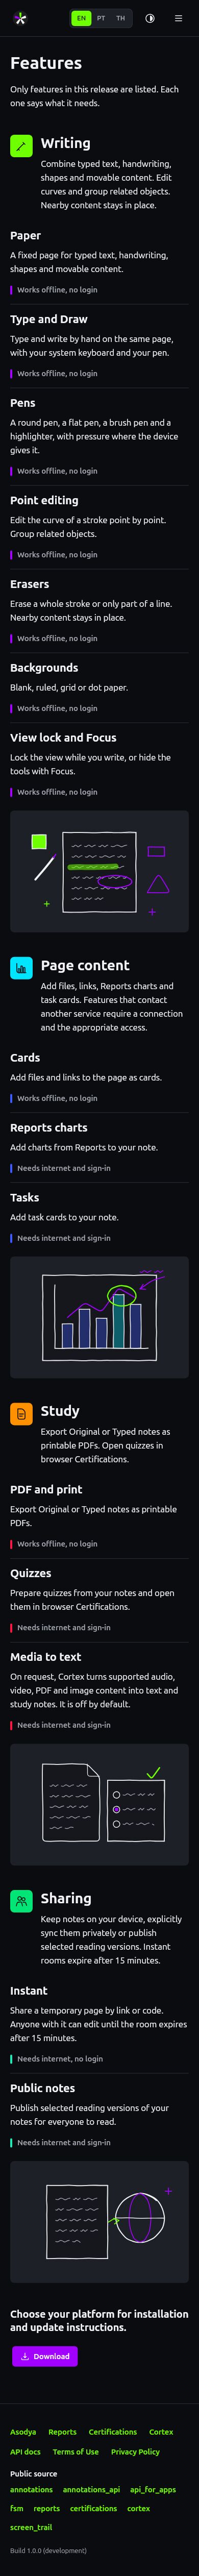 EN PT TH
Features
Only features in this release are listed. Each
one says what it needs.
Writing
Combine typed text, handwriting,
shapes and movable content. Edit
curves and group related objects.
Nearby content stays in place.
Paper
A fixed page for typed text, handwriting,
shapes and movable content.
Works offline, no login
Type and Draw
Type and write by hand on the same page,
with your system keyboard and your pen.
Works offline, no login
Pens
A round pen, a flat pen, a brush pen and a
highlighter, with pressure where the device
gives it.
Works offline, no login
Point editing
Edit the curve of a stroke point by point.
Group related objects.
Works offline, no login
Erasers
Erase a whole stroke or only part of a line.
Nearby content stays in place.
Works offline, no login
Backgrounds
Blank, ruled, grid or dot paper.
Works offline, no login
View lock and Focus
Lock the view while you write, or hide the
tools with Focus.
Works offline, no login
Page content
Add files, links, Reports charts and
task cards. Features that contact
another service require a connection
and the appropriate access.
Cards
Add files and links to the page as cards.
Works offline, no login
Reports charts
Add charts from Reports to your note.
Needs internet and sign-in
Tasks
Add task cards to your note.
Needs internet and sign-in
Study
Export Original or Typed notes as
printable PDFs. Open quizzes in
browser Certifications.
PDF and print
Export Original or Typed notes as printable
PDFs.
Works offline, no login
Quizzes
Prepare quizzes from your notes and open
them in browser Certifications.
Needs internet and sign-in
Media to text
On request, Cortex turns supported audio,
video, PDF and image content into text and
study notes. It is off by default.
Needs internet and sign-in
Sharing
Keep notes on your device, explicitly
sync them privately or publish
selected reading versions. Instant
rooms expire after 15 minutes.
Instant
Share a temporary page by link or code.
Anyone with it can edit until the room expires
after 15 minutes.
Needs internet, no login
Public notes
Publish selected reading versions of your
notes for everyone to read.
Needs internet and sign-in
Choose your platform for installation
and update instructions.
Download
Asodya Reports Certifications Cortex
API docs Terms of Use Privacy Policy
Public source
annotations annotations_api api_for_apps
fsm reports certifications cortex
screen_trail
Build 1.0.0 (development)